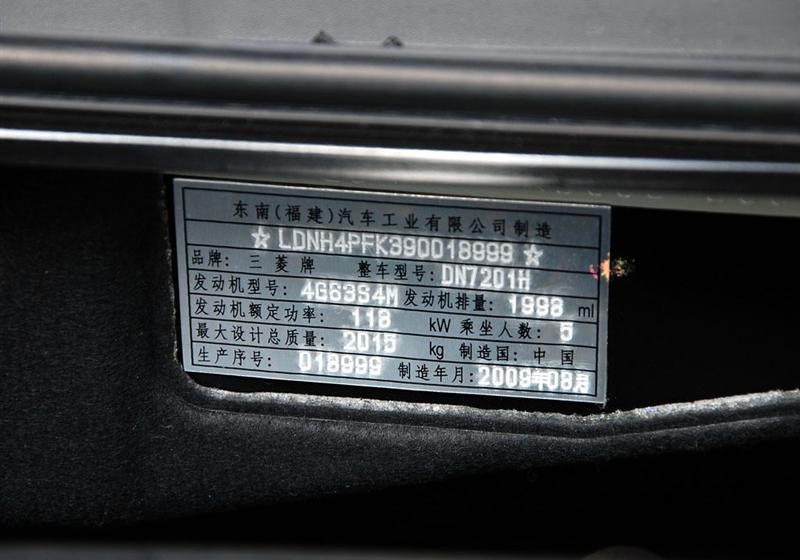 东南(福建)汽车工业有限公司制造
☆ LDNH4PFK390018999 ☆
品牌: 三菱牌 整车型号: DN7201H
发动机型号: 4G63S4M 发动机排量: 1998 ml
发动机额定功率: 118 kW 乘坐人数: 5
最大设计总质量: 2015 kg 制造国: 中国
生产序号: 018999 制造年月: 2009年08月